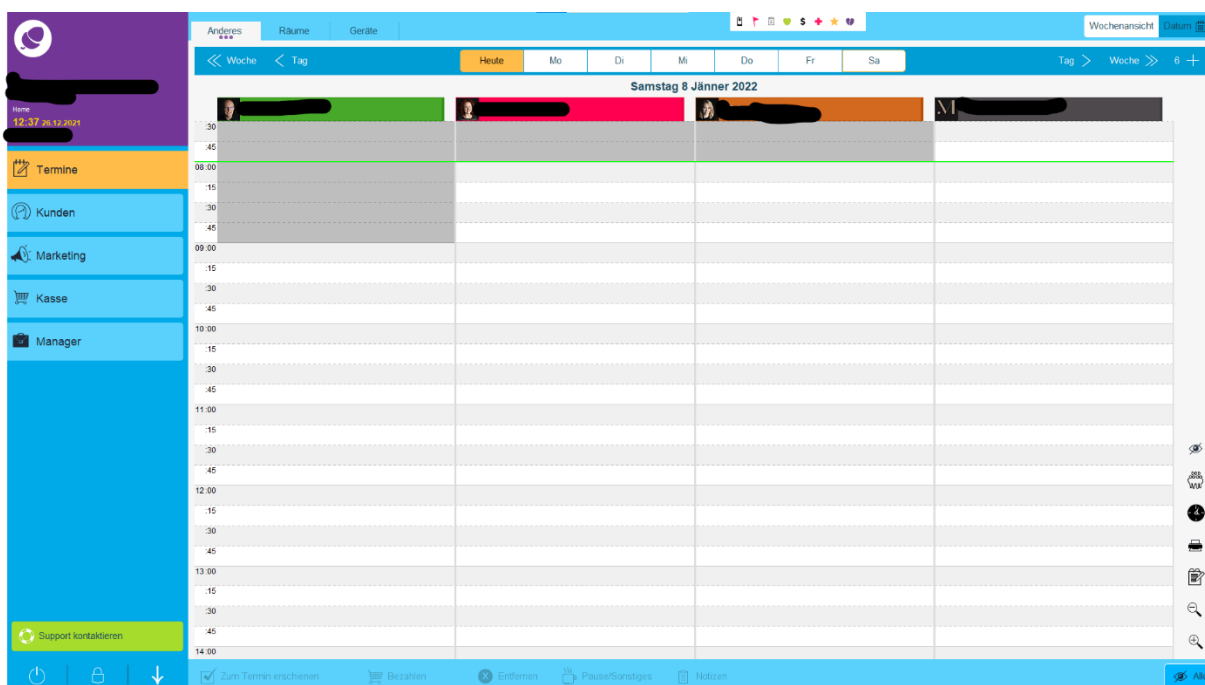 Anderes
Räume
Geräte
Wochenansicht
Datum
Woche
Tag
Heute
Mo
Di
Mi
Do
Fr
Sa
Tag
Woche
6
Samstag 8 Jänner 2022
Home
12:37 26.12.2021
Termine
Kunden
Marketing
Kasse
Manager
Support kontaktieren
M
:30
:45
08:00
:15
:30
:45
09:00
:15
:30
:45
10:00
:15
:30
:45
11:00
:15
:30
:45
12:00
:15
:30
:45
13:00
:15
:30
:45
14:00
Zum Termin erschienen
Bezahlen
Entfernen
Pause/Sonstiges
Notizen